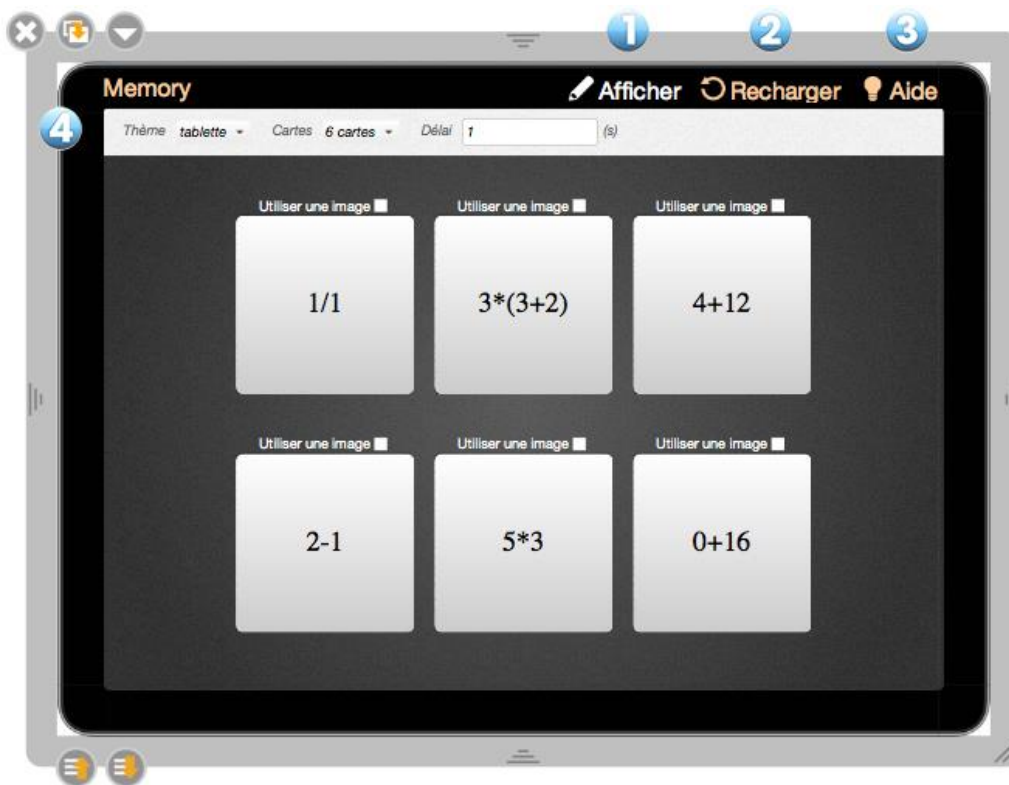 1 2 3
Memory Afficher Recharger Aide
4 Thème tablette Cartes 6 cartes Délai 1 (s)
Utiliser une image Utiliser une image Utiliser une image
1/1 3*(3+2) 4+12
Utiliser une image Utiliser une image Utiliser une image
2-1 5*3 0+16